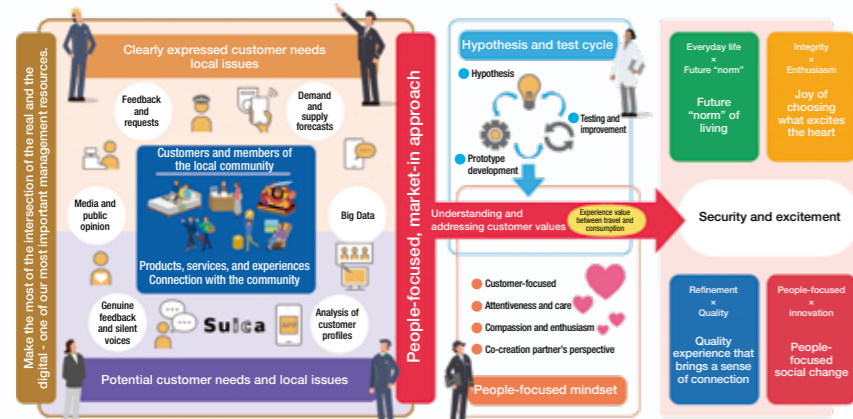 Make the most of the intersection of the real and the
digital - one of our most important management resources.
Clearly expressed customer needs
local issues
Feedback
and
requests
Demand
and
supply
forecasts
Customers and members of
the local community
Media and
public
opinion
Big Data
Products, services, and experiences
Connection with the community
Genuine
feedback
and silent
voices
Suica
APP
Analysis of
customer
profiles
Potential customer needs and local issues
People-focused, market-in approach
Hypothesis and test cycle
Hypothesis
Testing and
improvement
Prototype
development
Understanding and
addressing customer values
Experience value
between travel and
consumption
Customer-focused
Attentiveness and care
Compassion and enthusiasm
Co-creation partner's perspective
People-focused mindset
Everyday life
×
Future "norm"
Future
"norm" of
living
Integrity
×
Enthusiasm
Joy of
choosing
what excites
the heart
Security and excitement
Refinement
×
Quality
Quality
experience that
brings a sense
of connection
People-focused
×
innovation
People-
focused
social change